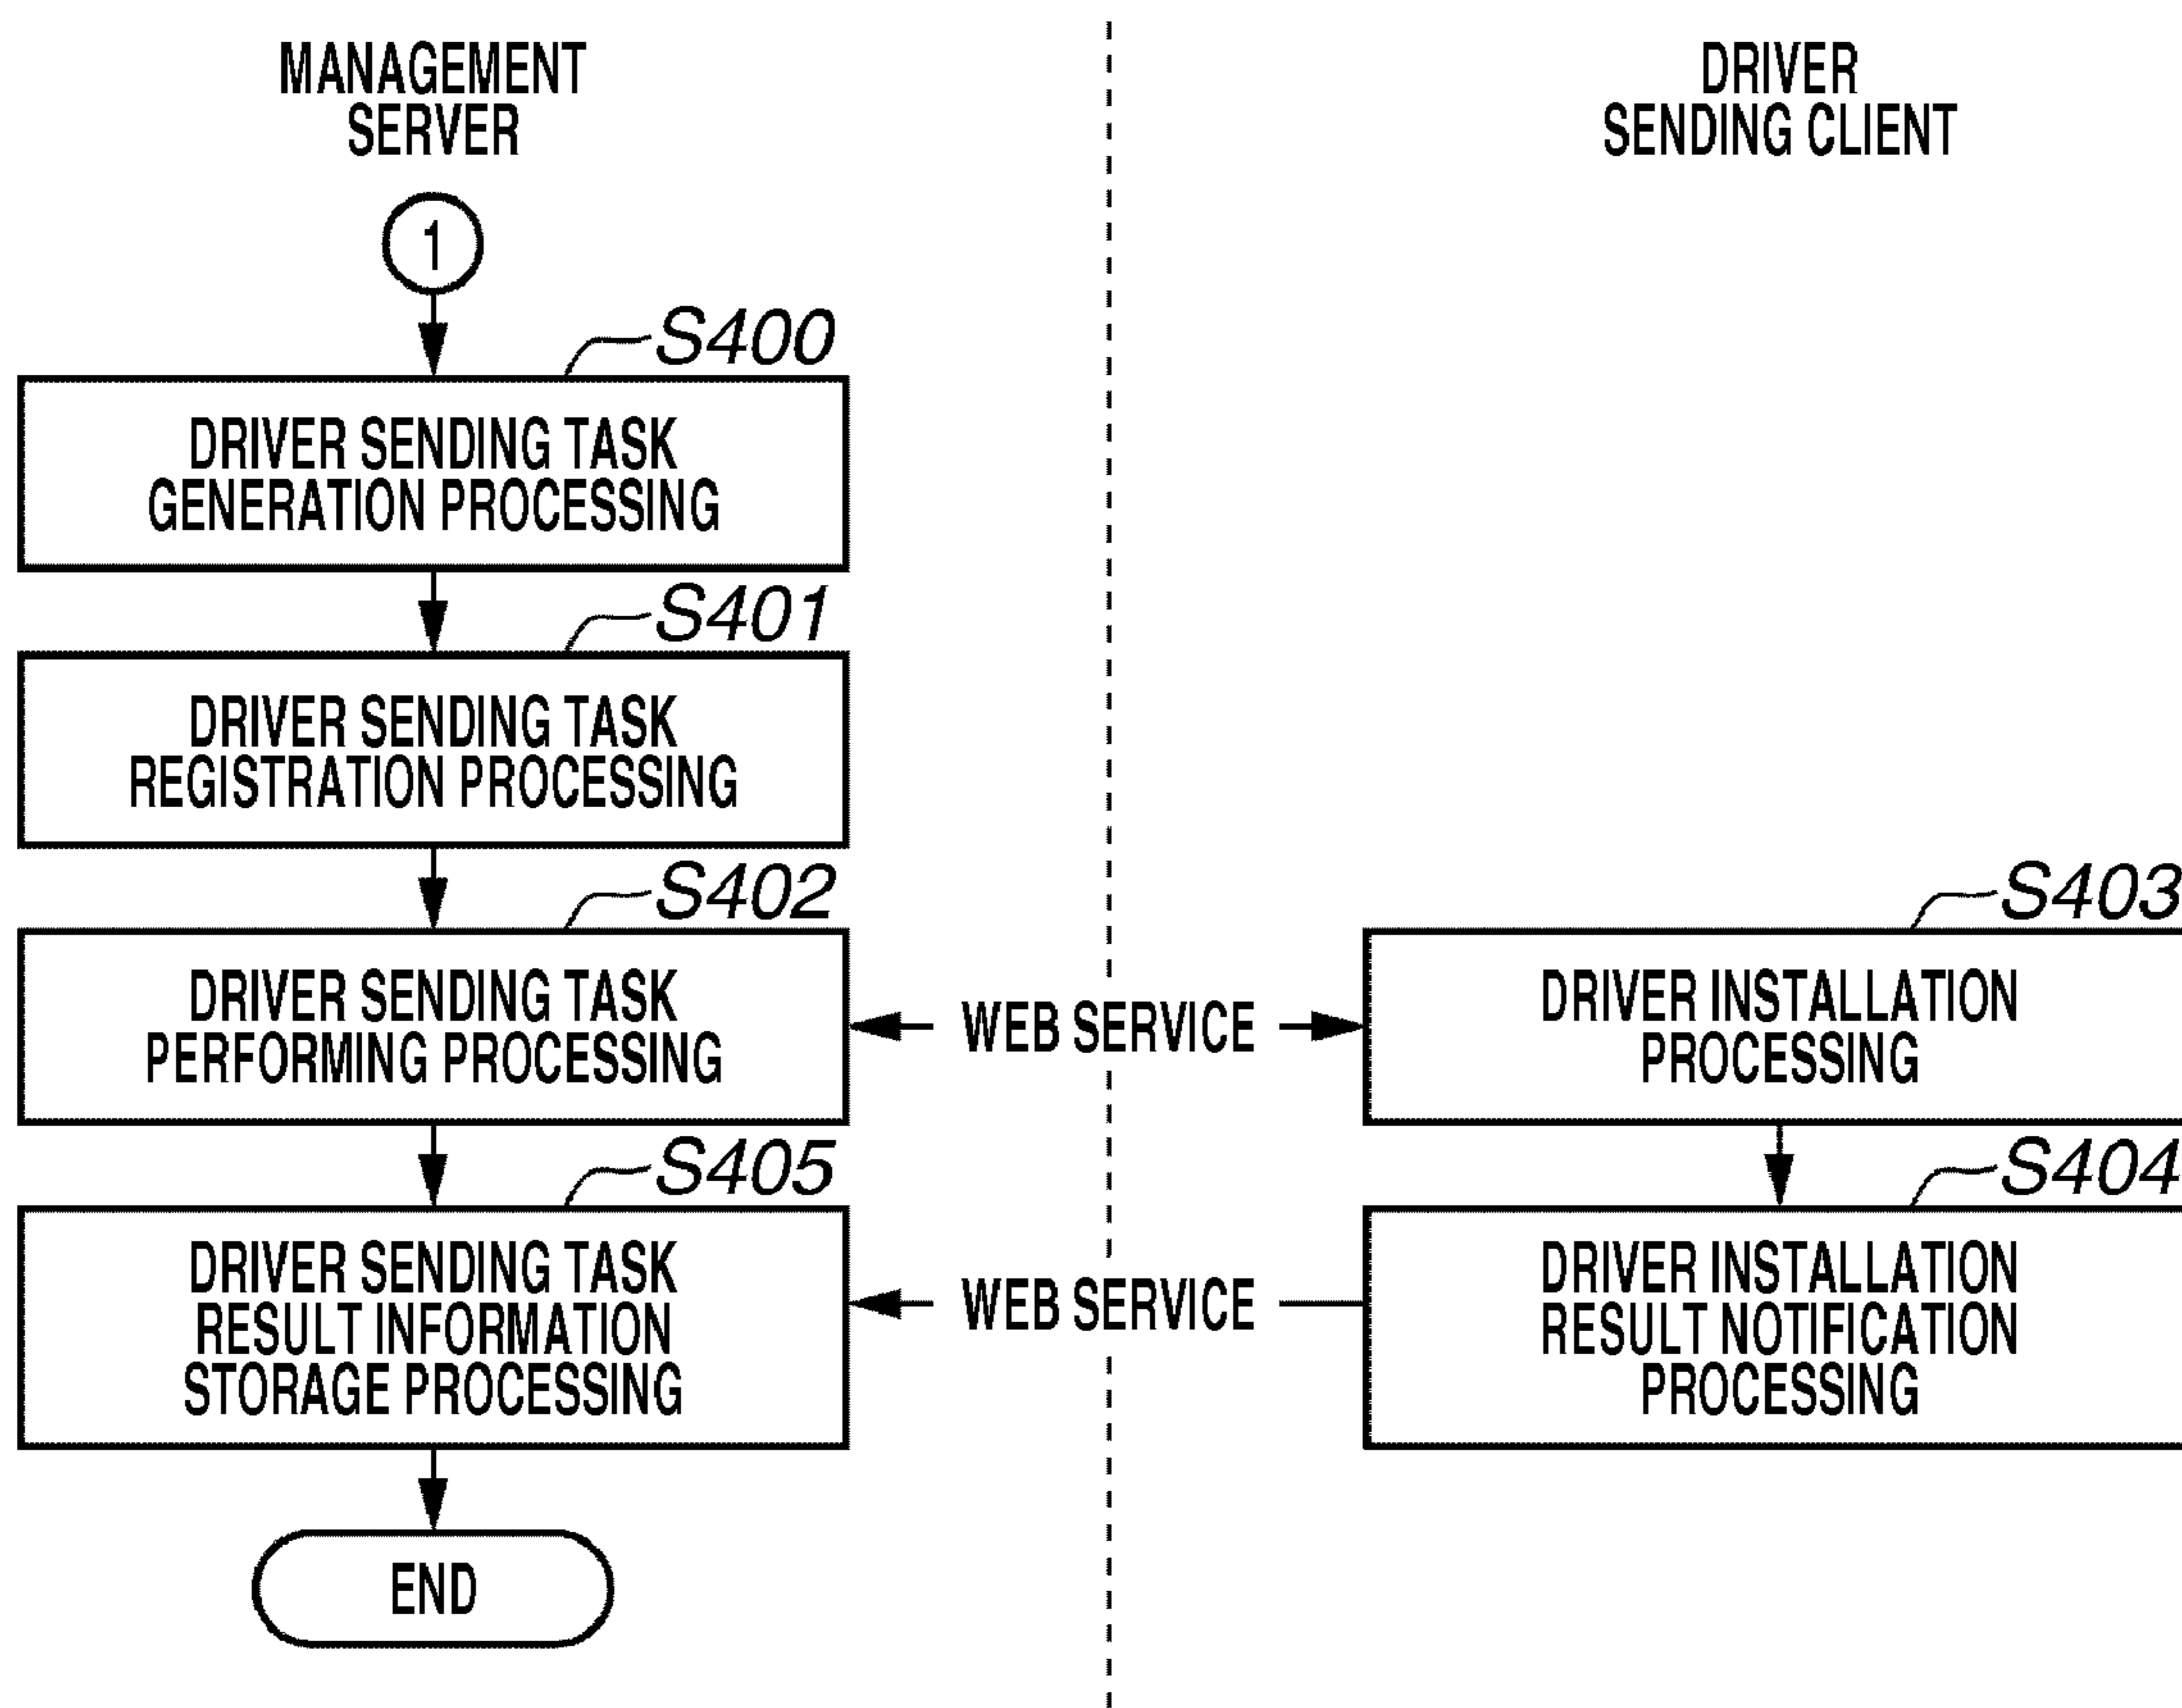 MANAGEMENT
SERVER
DRIVER
SENDING CLIENT
1
S400
DRIVER SENDING TASK
GENERATION PROCESSING
S401
DRIVER SENDING TASK
REGISTRATION PROCESSING
S402
DRIVER SENDING TASK
PERFORMING PROCESSING
WEB SERVICE
S403
DRIVER INSTALLATION
PROCESSING
S405
DRIVER SENDING TASK
RESULT INFORMATION
STORAGE PROCESSING
WEB SERVICE
S404
DRIVER INSTALLATION
RESULT NOTIFICATION
PROCESSING
END